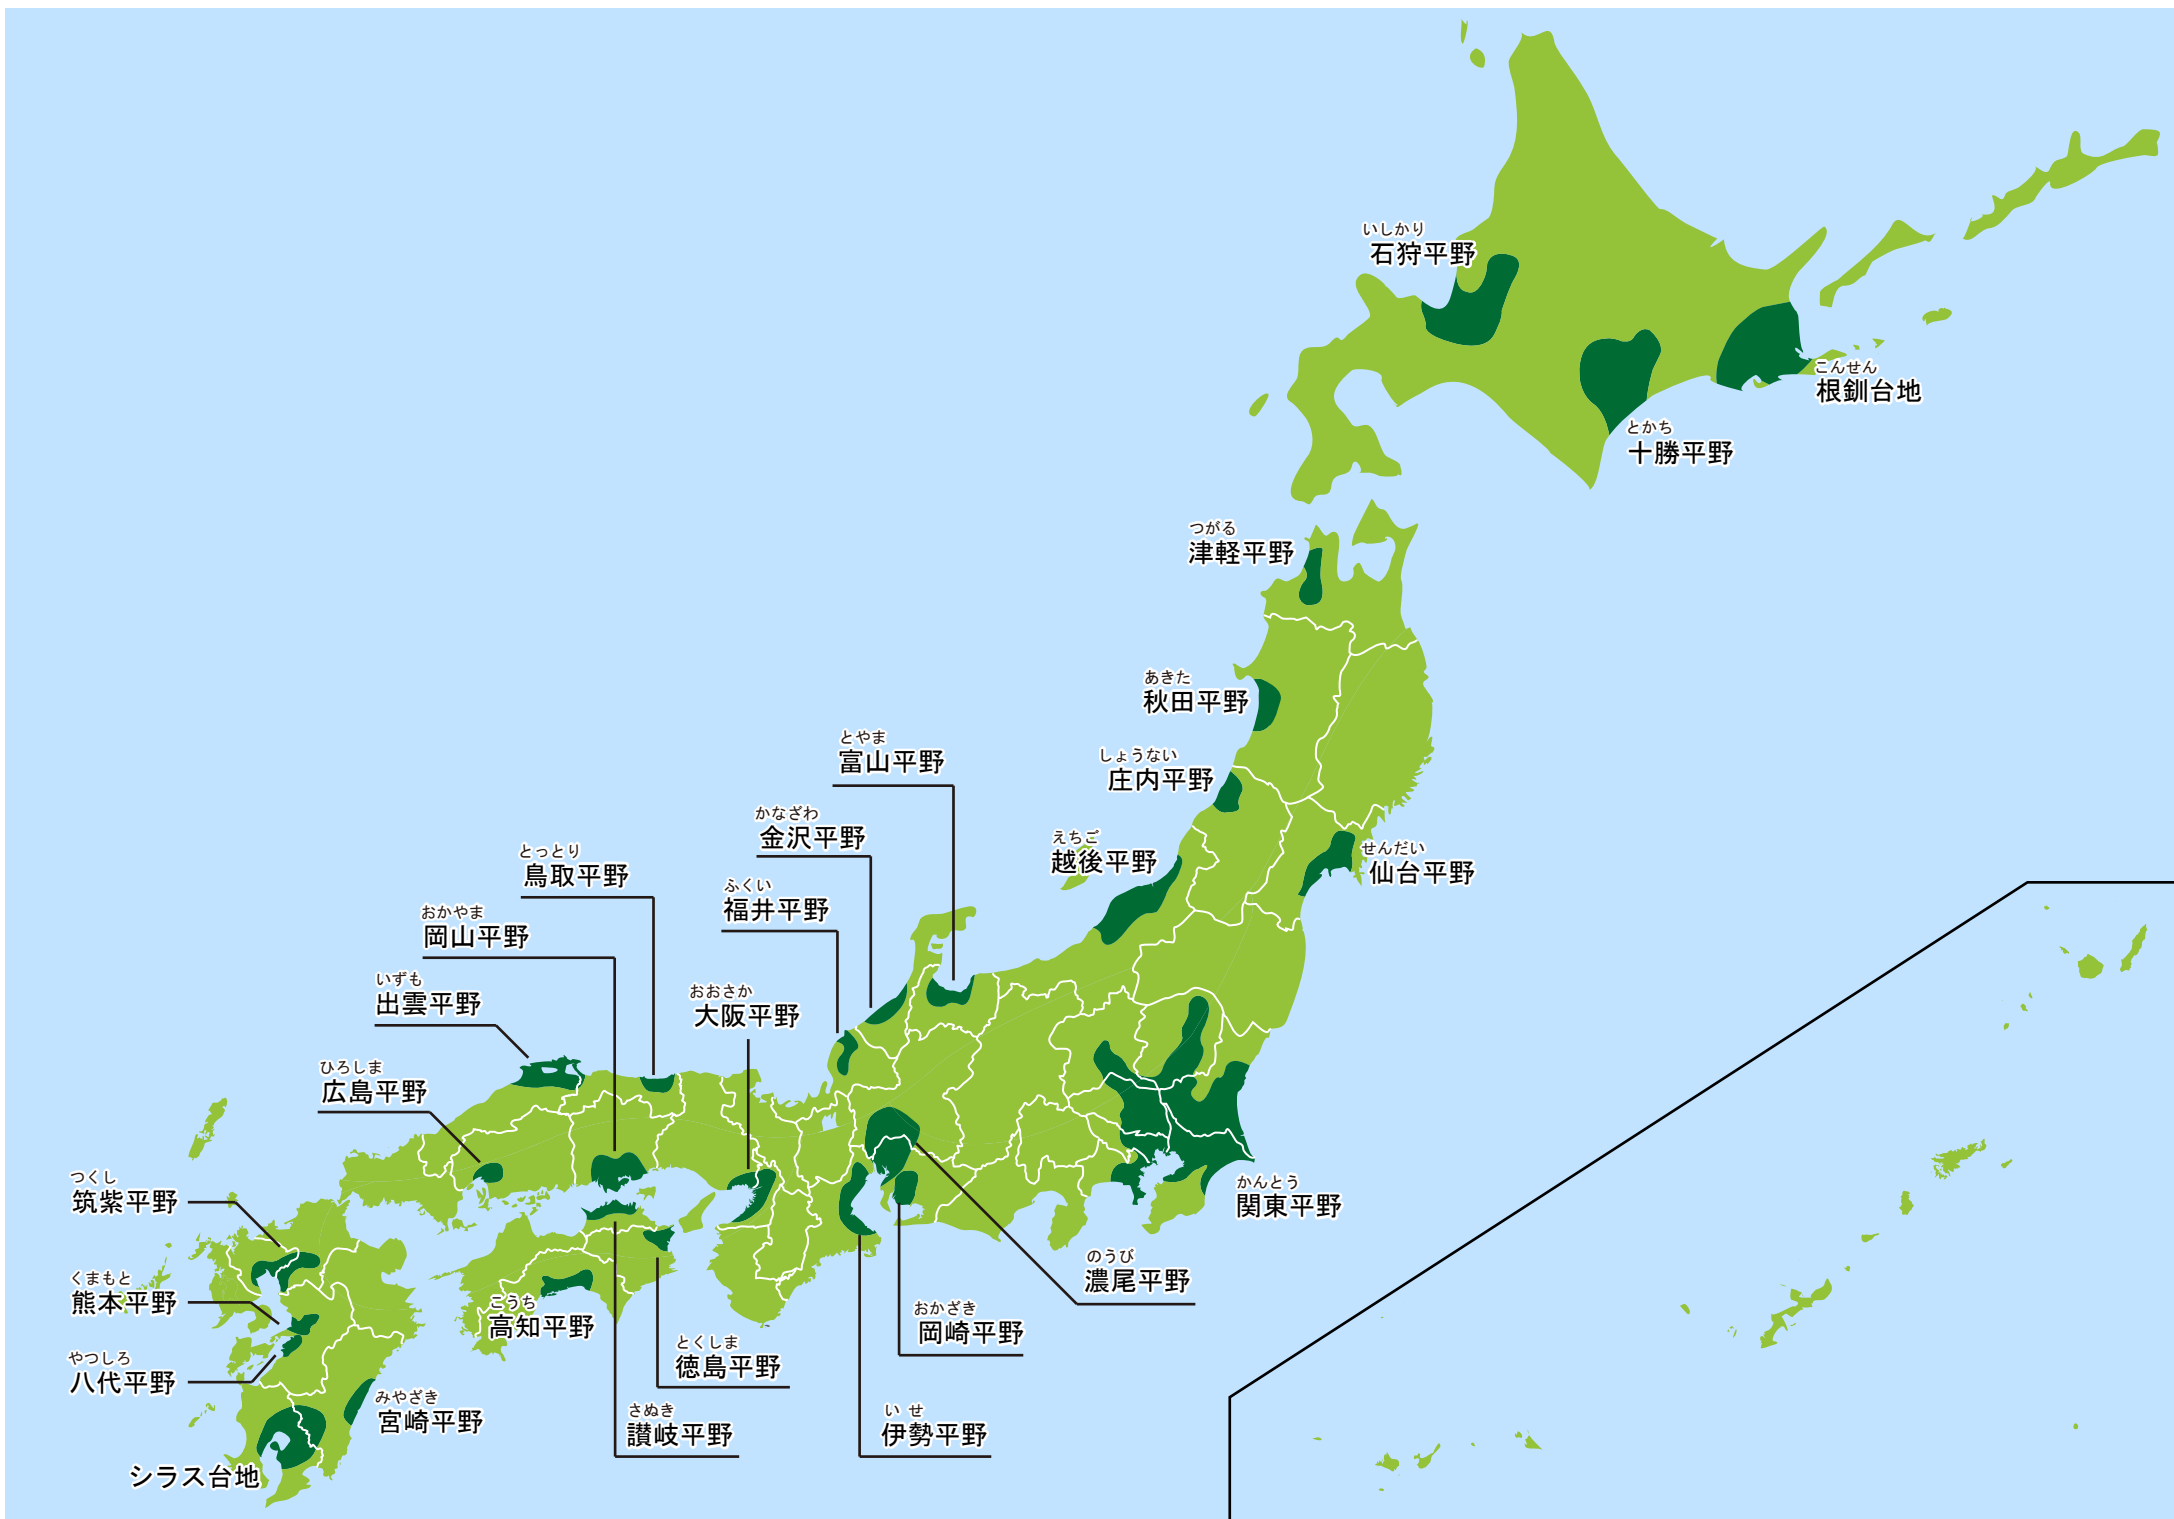 いしかり
石狩平野
こんせん
根釧台地
とかち
十勝平野
つがる
津軽平野
あきた
秋田平野
しょうない
庄内平野
えちご
越後平野
せんだい
仙台平野
とやま
富山平野
かなざわ
金沢平野
ふくい
福井平野
とっとり
鳥取平野
おかやま
岡山平野
いずも
出雲平野
おおさか
大阪平野
ひろしま
広島平野
つくし
筑紫平野
くまもと
熊本平野
やつしろ
八代平野
シラス台地
みやざき
宮崎平野
こうち
高知平野
とくしま
徳島平野
さぬき
讃岐平野
いせ
伊勢平野
おかざき
岡崎平野
のうび
濃尾平野
かんとう
関東平野